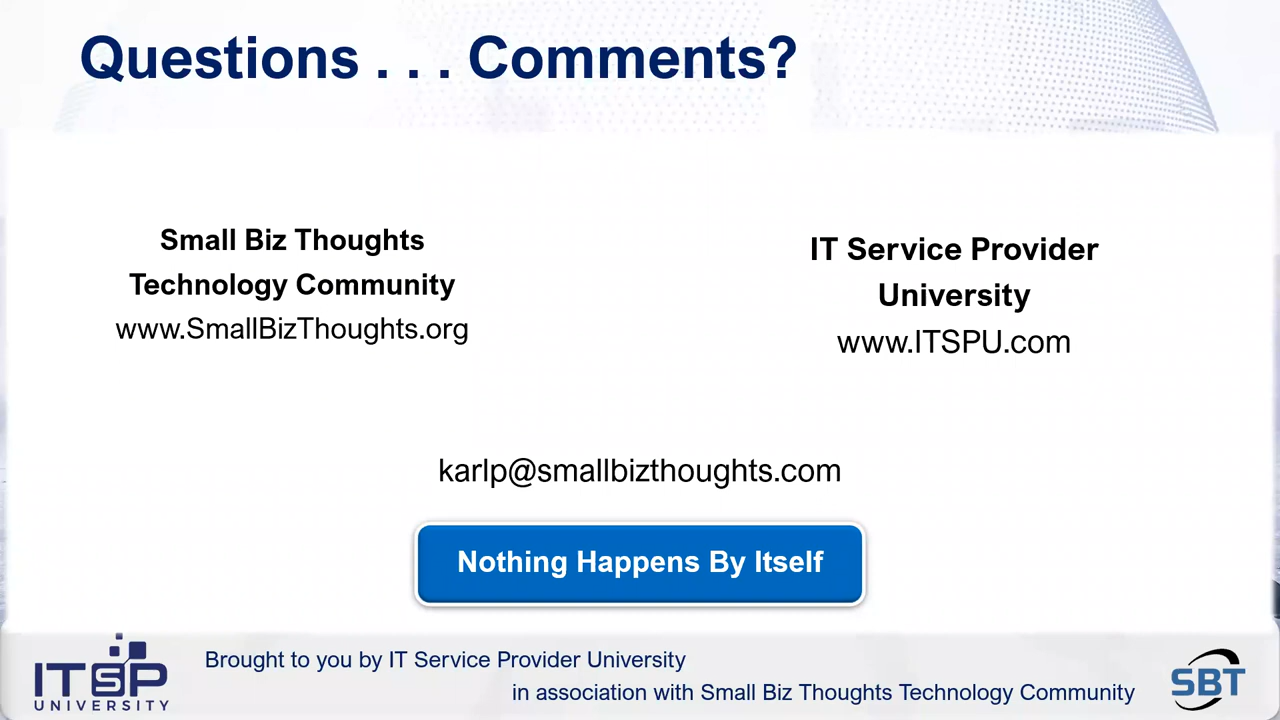 Questions . . . Comments?
Small Biz Thoughts
Technology Community
www.SmallBizThoughts.org
IT Service Provider
University
www.ITSPU.com
karlp@smallbizthoughts.com
Nothing Happens By Itself
ITSP
UNIVERSITY
Brought to you by IT Service Provider University
in association with Small Biz Thoughts Technology Community
SBT